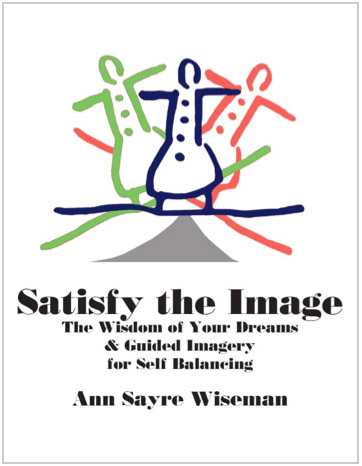 Satisfy the Image
The Wisdom of Your Dreams
& Guided Imagery
for Self Balancing
Ann Sayre Wiseman